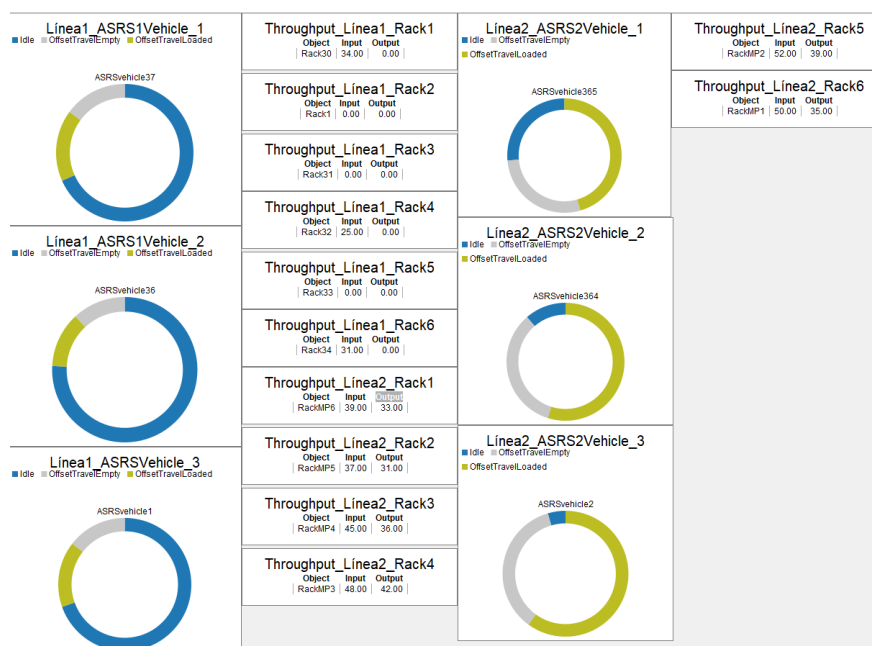 Línea1_ASRS1Vehicle_1
Idle OffsetTravelEmpty OffsetTravelLoaded
ASRSvehicle37
Línea1_ASRS1Vehicle_2
Idle OffsetTravelEmpty OffsetTravelLoaded
ASRSvehicle36
Línea1_ASRSVehicle_3
Idle OffsetTravelEmpty OffsetTravelLoaded
ASRSvehicle1
Throughput_Línea1_Rack1
Object Input Output
Rack30 34.00 0.00
Throughput_Línea1_Rack2
Object Input Output
Rack1 0.00 0.00
Throughput_Línea1_Rack3
Object Input Output
Rack31 0.00 0.00
Throughput_Línea1_Rack4
Object Input Output
Rack32 25.00 0.00
Throughput_Línea1_Rack5
Object Input Output
Rack33 0.00 0.00
Throughput_Línea1_Rack6
Object Input Output
Rack34 31.00 0.00
Throughput_Línea2_Rack1
Object Input Output
RackMP6 39.00 33.00
Throughput_Línea2_Rack2
Object Input Output
RackMP5 37.00 31.00
Throughput_Línea2_Rack3
Object Input Output
RackMP4 45.00 36.00
Throughput_Línea2_Rack4
Object Input Output
RackMP3 48.00 42.00
Línea2_ASRS2Vehicle_1
Idle OffsetTravelEmpty
OffsetTravelLoaded
ASRSvehicle365
Línea2_ASRS2Vehicle_2
Idle OffsetTravelEmpty
OffsetTravelLoaded
ASRSvehicle364
Línea2_ASRS2Vehicle_3
Idle OffsetTravelEmpty
OffsetTravelLoaded
ASRSvehicle2
Throughput_Línea2_Rack5
Object Input Output
RackMP2 52.00 39.00
Throughput_Línea2_Rack6
Object Input Output
RackMP1 50.00 35.00